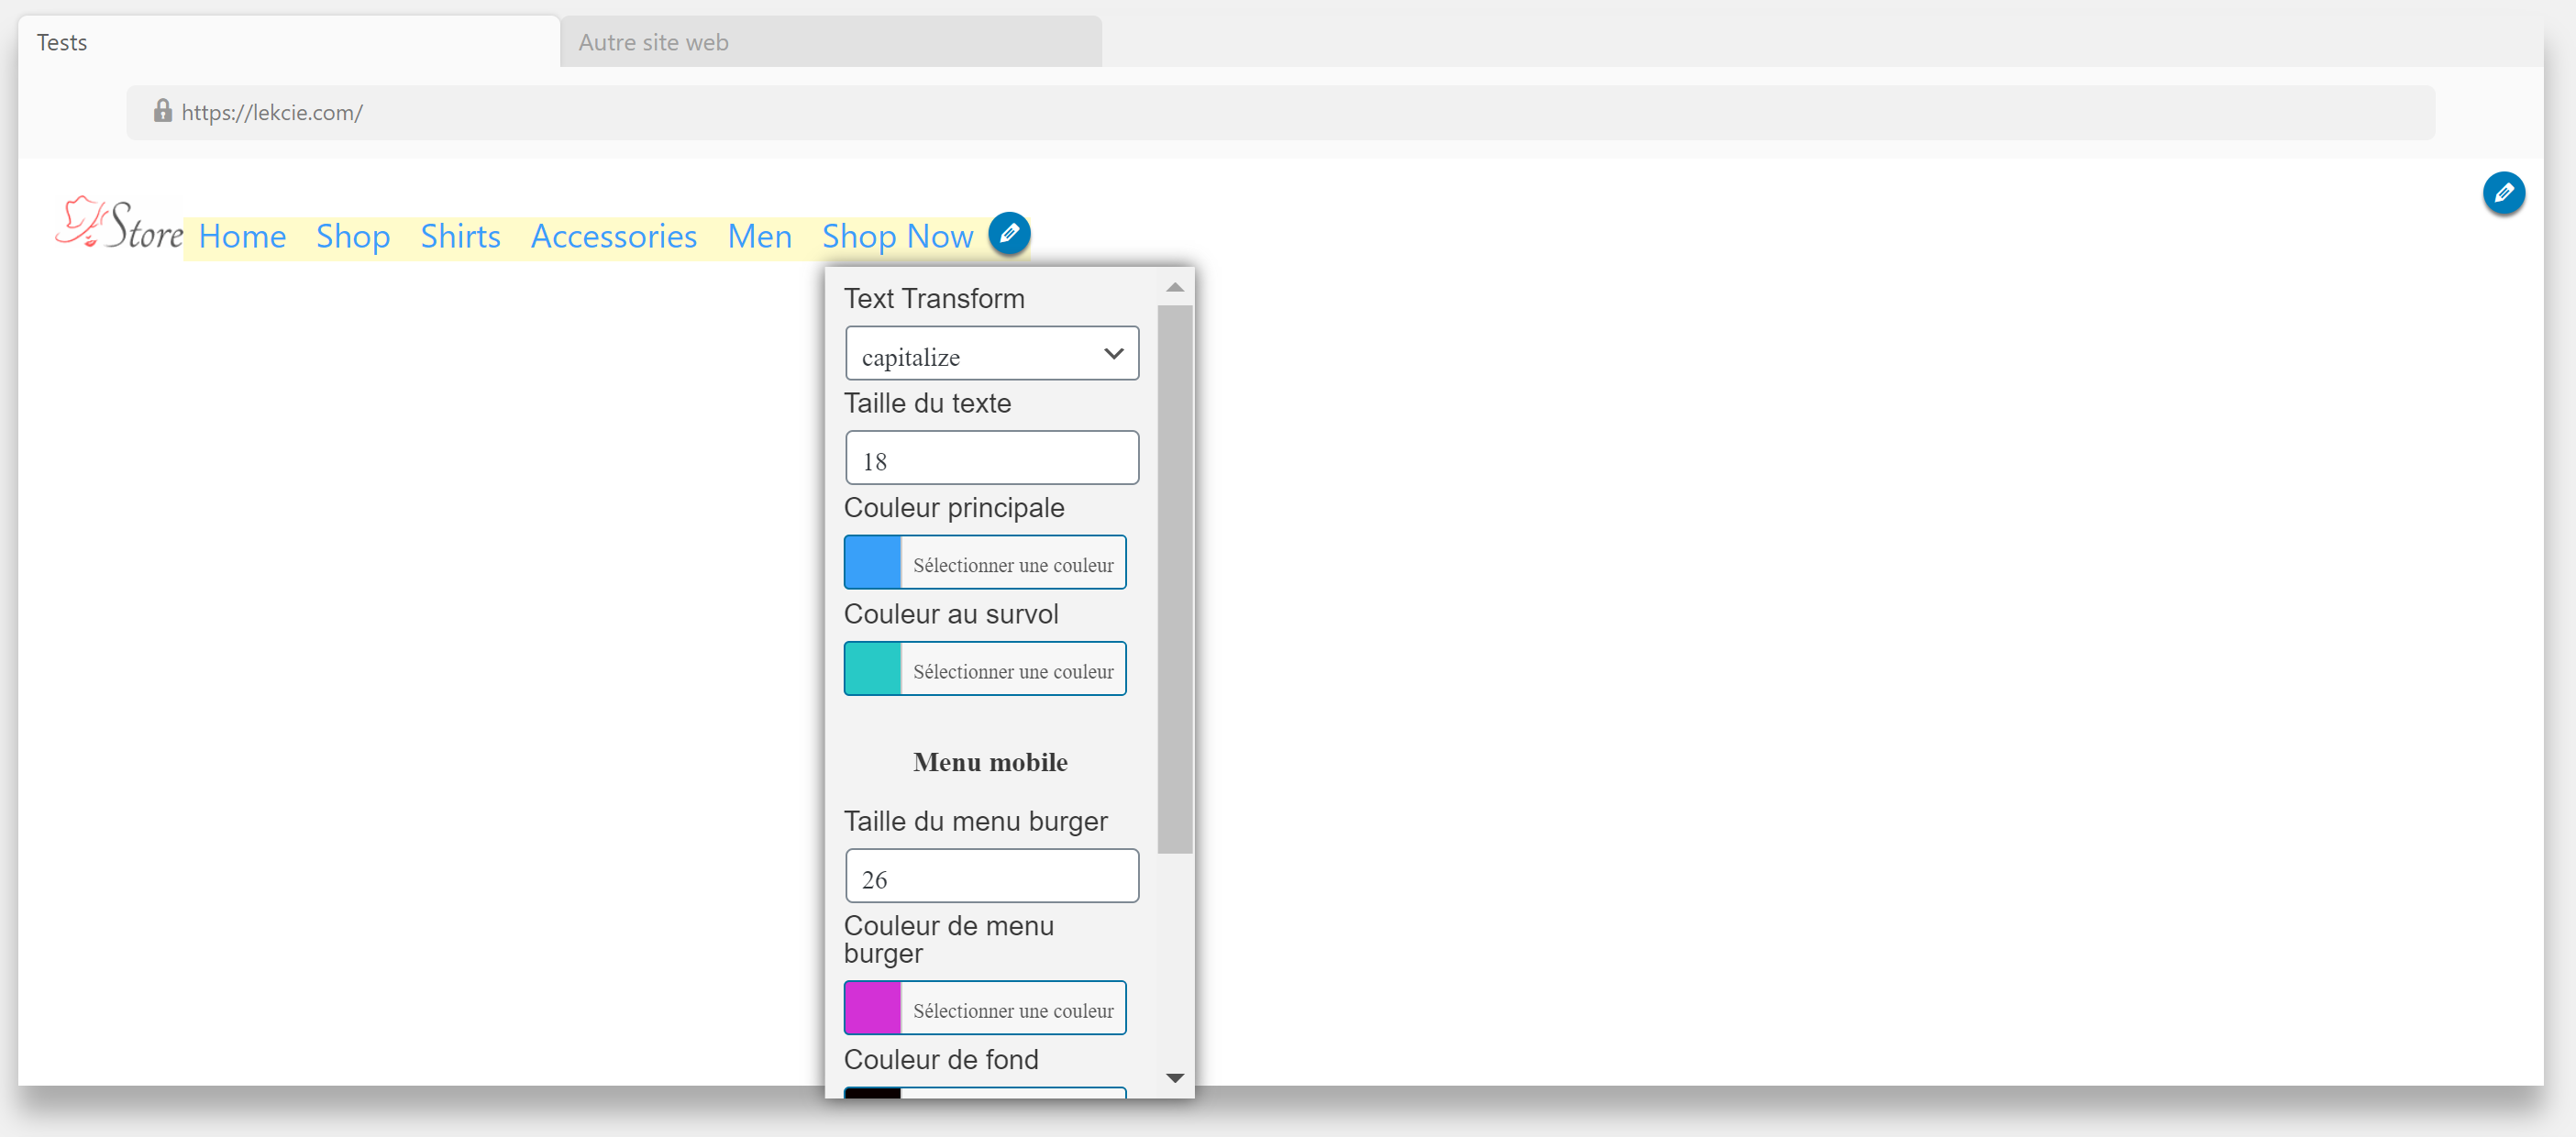 Tests
Autre site web
https://lekcie.com/
Store
Home Shop Shirts Accessories Men Shop Now
Text Transform
capitalize
Taille du texte
18
Couleur principale
Sélectionner une couleur
Couleur au survol
Sélectionner une couleur
Menu mobile
Taille du menu burger
26
Couleur de menu
burger
Sélectionner une couleur
Couleur de fond